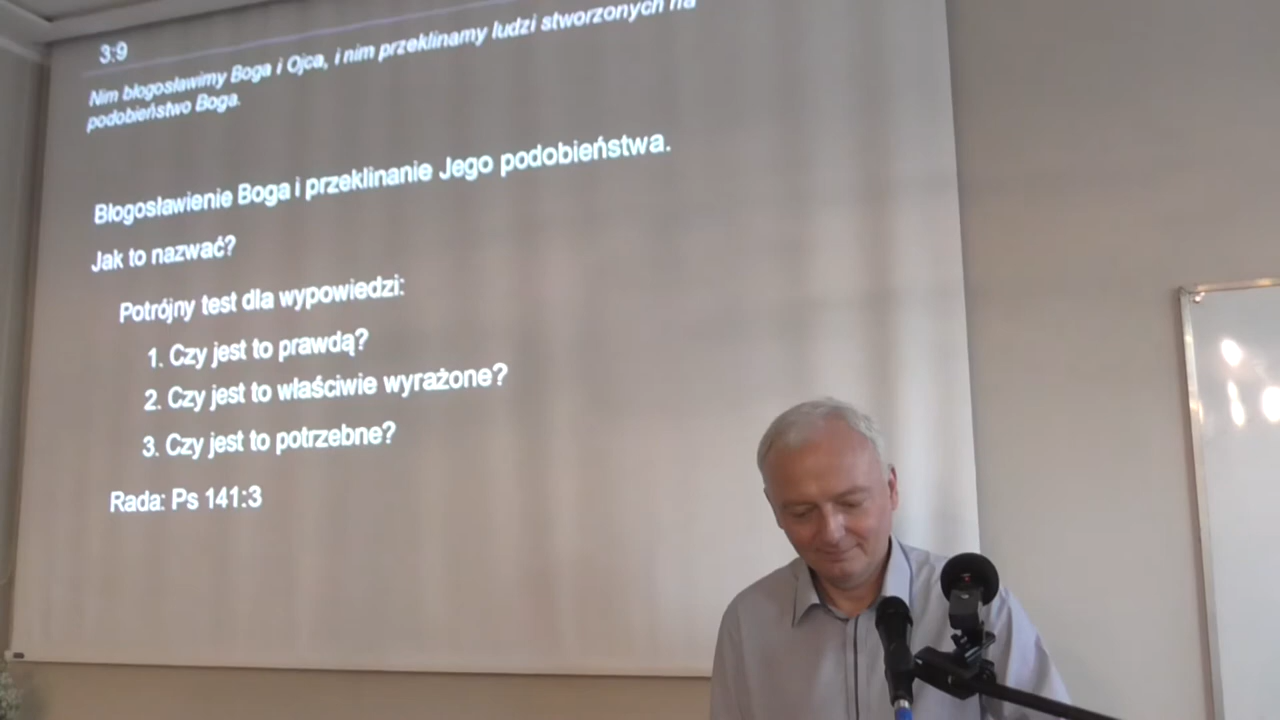 3:9
Nim błogosławimy Boga i Ojca, i nim przeklinamy ludzi stworzonych na
podobieństwo Boga.
Błogosławienie Boga i przeklinanie Jego podobieństwa.
Jak to nazwać?
Potrójny test dla wypowiedzi:
1. Czy jest to prawdą?
2. Czy jest to właściwie wyrażone?
3. Czy jest to potrzebne?
Rada: Ps 141:3